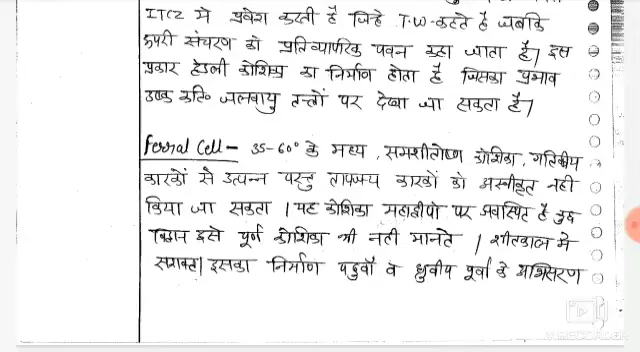 ITCZ मे प्रवेश करती है जिन्हे T.W. कहते है जबकि
ऊपरी संचरण को प्रतिव्यापारिक पवन कहा जाता है। इस
प्रकार हेडली कोशिका का निर्माण होता है जिसका प्रभाव
उष्ण कटि॰ जलवायु तन्त्रों पर देखा जा सकता है।
Ferral Cell – 35-60° के मध्य, समशीतोष्ण कोशिका, गतिकीय
कारकों से उत्पन्न परन्तु तापजन्य कारकों को अस्वीकृत नही
किया जा सकता। यह कोशिका महाद्वीपो पर अवस्थित है कुछ
विद्वान इसे पूर्ण कोशिका भी नही मानते। शीतकाल मे
इसका निर्माण पछुवाँ व ध्रुवीय पूर्वा के अभिसरण
VIDEORECORDER